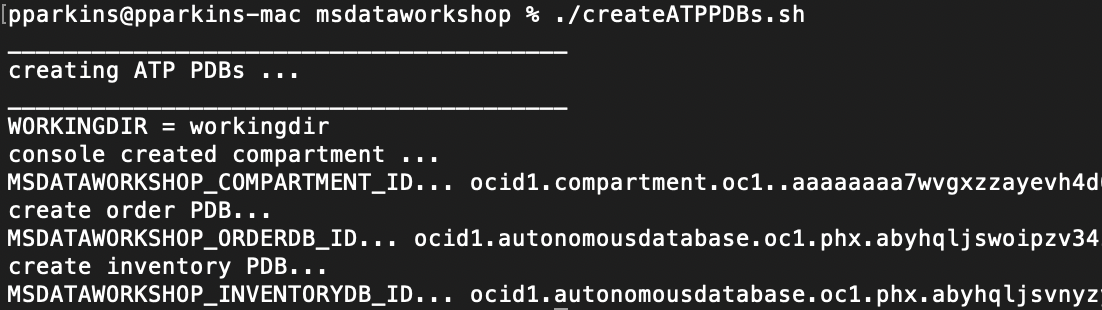 [pparkins@pparkins-mac msdataworkshop % ./createATPPDBs.sh
________________________________________
creating ATP PDBs ...
________________________________________
WORKINGDIR = workingdir
console created compartment ...
MSDATAWORKSHOP_COMPARTMENT_ID... ocid1.compartment.oc1..aaaaaaaa7wvgxzzayevh4d
create order PDB...
MSDATAWORKSHOP_ORDERDB_ID... ocid1.autonomousdatabase.oc1.phx.abyhqljswoipzv34
create inventory PDB...
MSDATAWORKSHOP_INVENTORYDB_ID... ocid1.autonomousdatabase.oc1.phx.abyhqljsvnyz